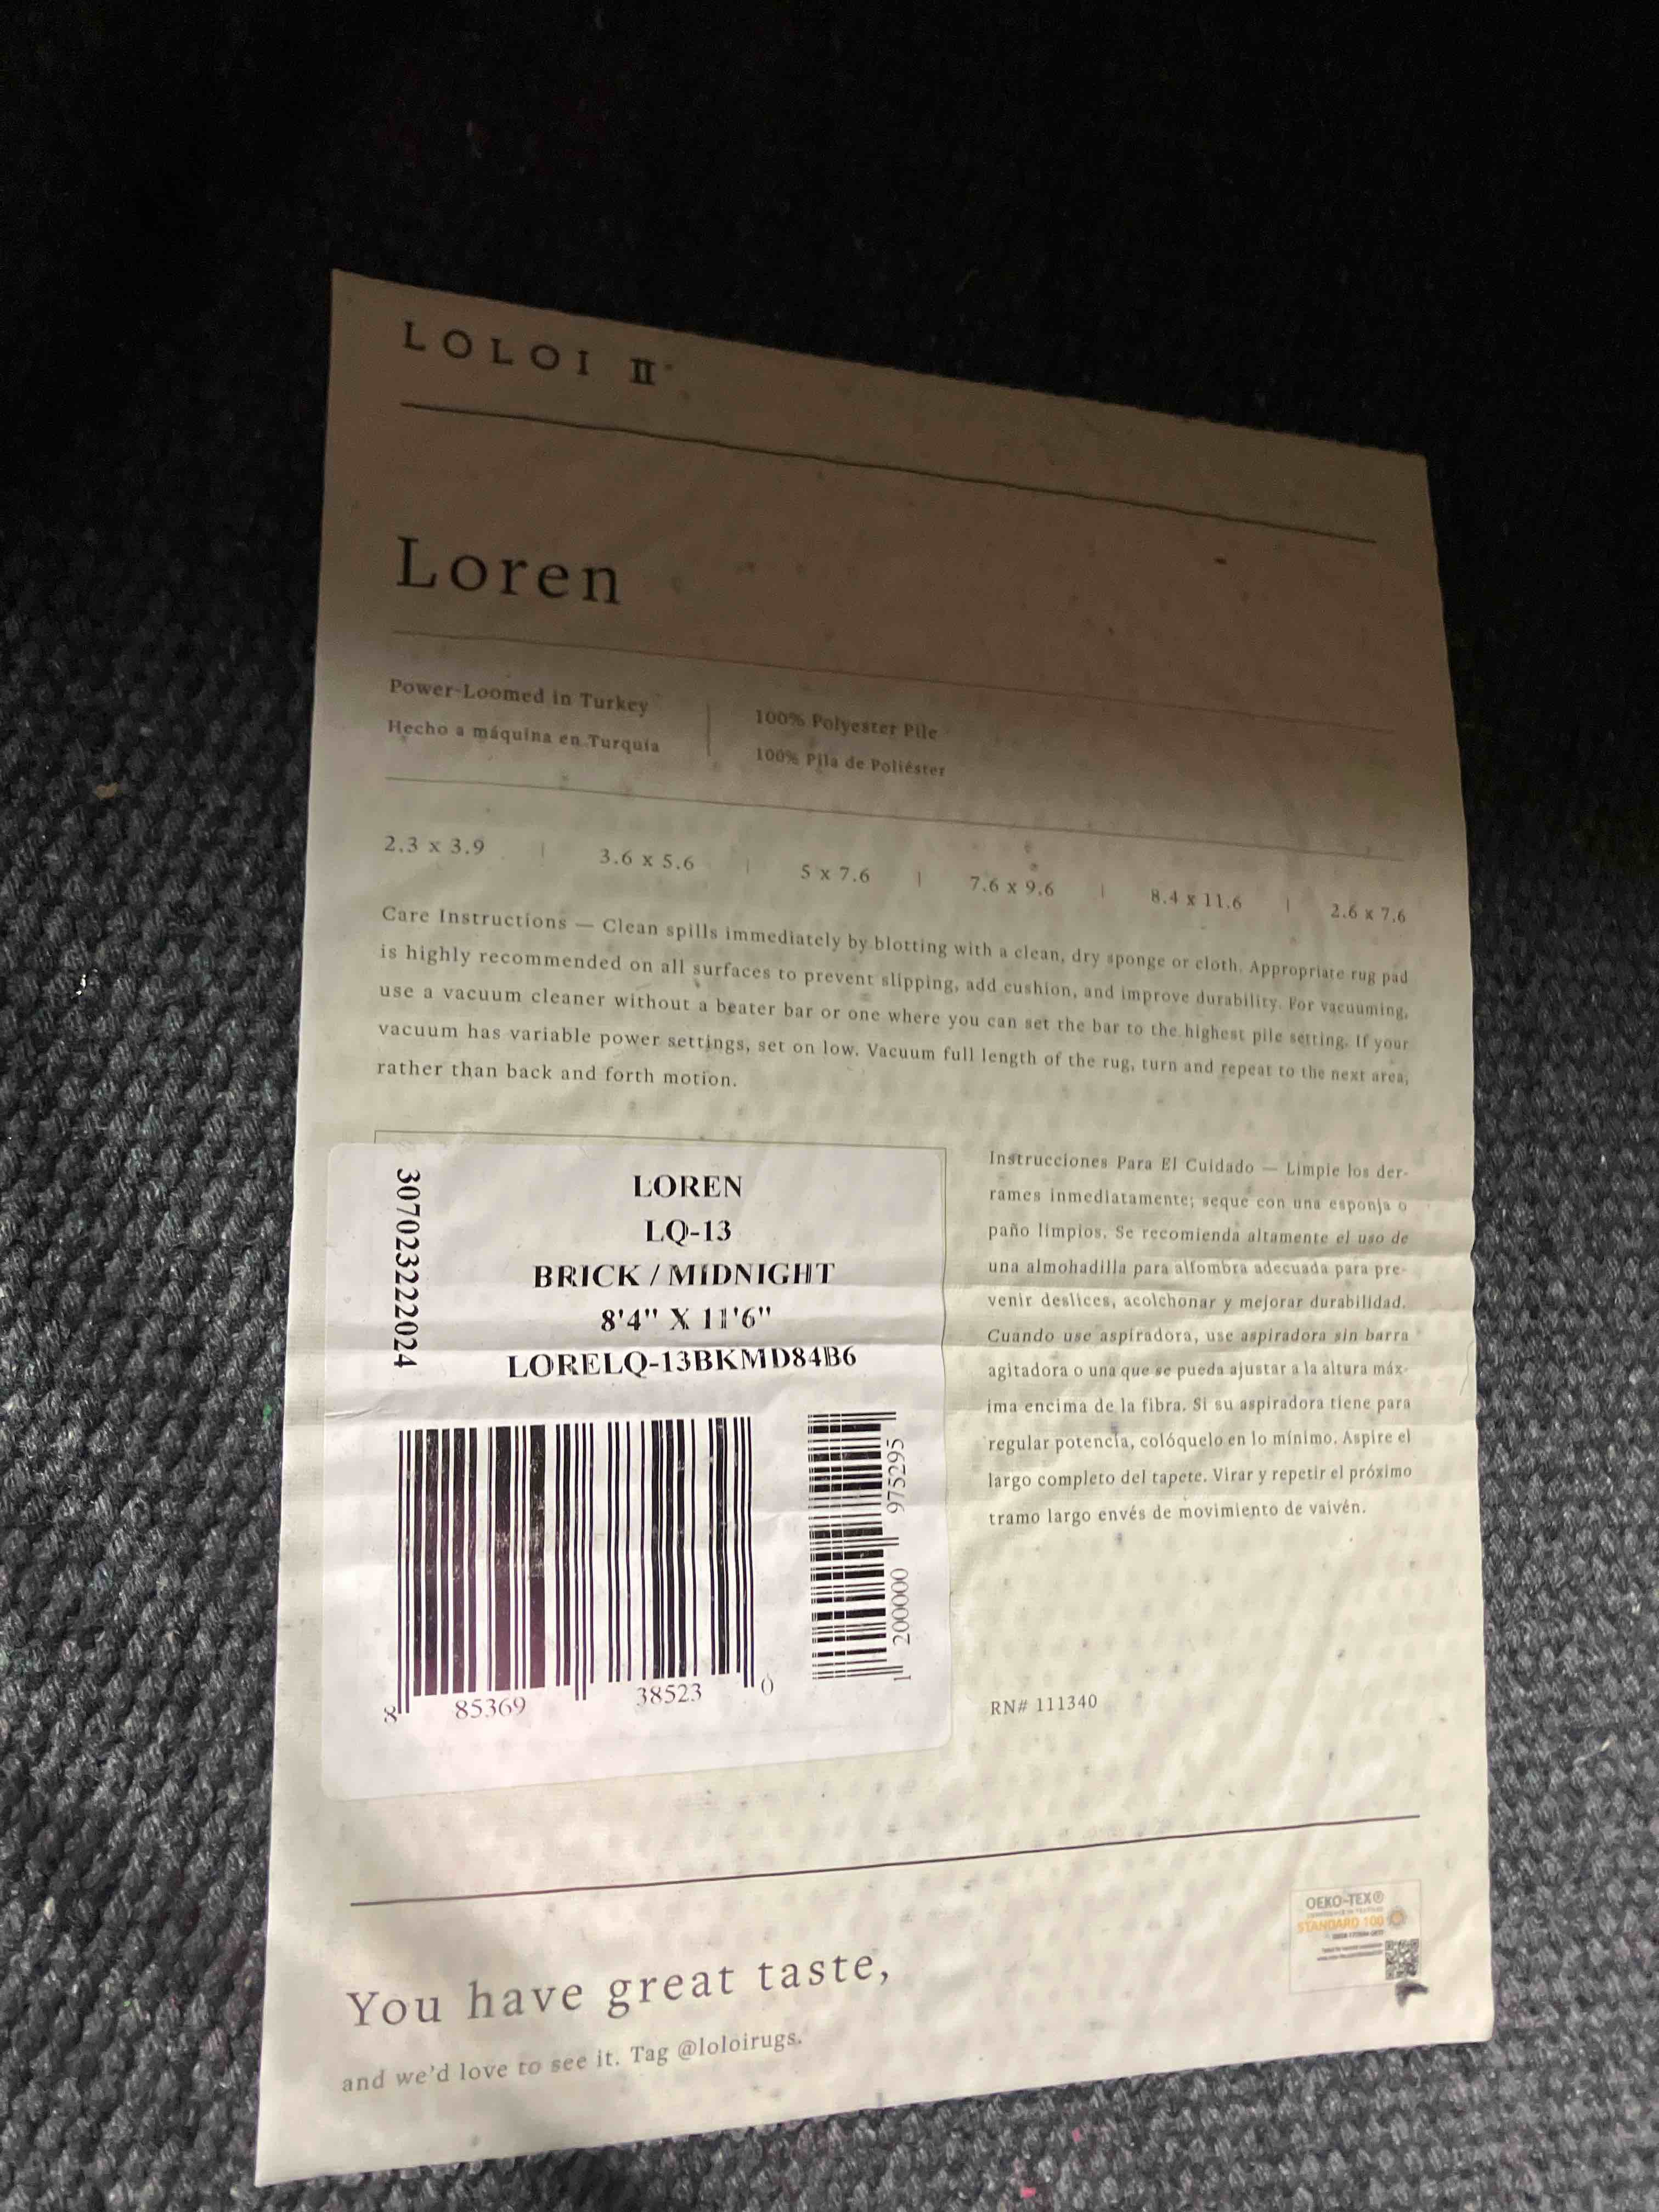 LOLOI II
Loren
Power-Loomed in Turkey
Hecho a máquina en Turquía
100% Polyester Pile
100% Pila de Poliéster
2.3 x 3.9 | 3.6 x 5.6 | 5 x 7.6 | 7.6 x 9.6 | 8.4 x 11.6 | 2.6 x 7.6
Care Instructions — Clean spills immediately by blotting with a clean, dry sponge or cloth. Appropriate rug pad
is highly recommended on all surfaces to prevent slipping, add cushion, and improve durability. For vacuuming,
use a vacuum cleaner without a beater bar or one where you can set the bar to the highest pile setting. If your
vacuum has variable power settings, set on low. Vacuum full length of the rug, turn and repeat to the next area,
rather than back and forth motion.
307023222024
LOREN
LQ-13
BRICK / MIDNIGHT
8'4" X 11'6"
LORELQ-13BKMD84B6
8 85369 38523 0
1 200000 975295
Instrucciones Para El Cuidado — Limpie los der-
rames inmediatamente; seque con una esponja o
paño limpios. Se recomienda altamente el uso de
una almohadilla para alfombra adecuada para pre-
venir deslices, acolchonar y mejorar durabilidad.
Cuando use aspiradora, use aspiradora sin barra
agitadora o una que se pueda ajustar a la altura máx-
ima encima de la fibra. Si su aspiradora tiene para
regular potencia, colóquelo en lo mínimo. Aspire el
largo completo del tapete. Virar y repetir el próximo
tramo largo envés de movimiento de vaivén.
RN# 111340
OEKO-TEX®
STANDARD 100
You have great taste,
and we'd love to see it. Tag @loloirugs.